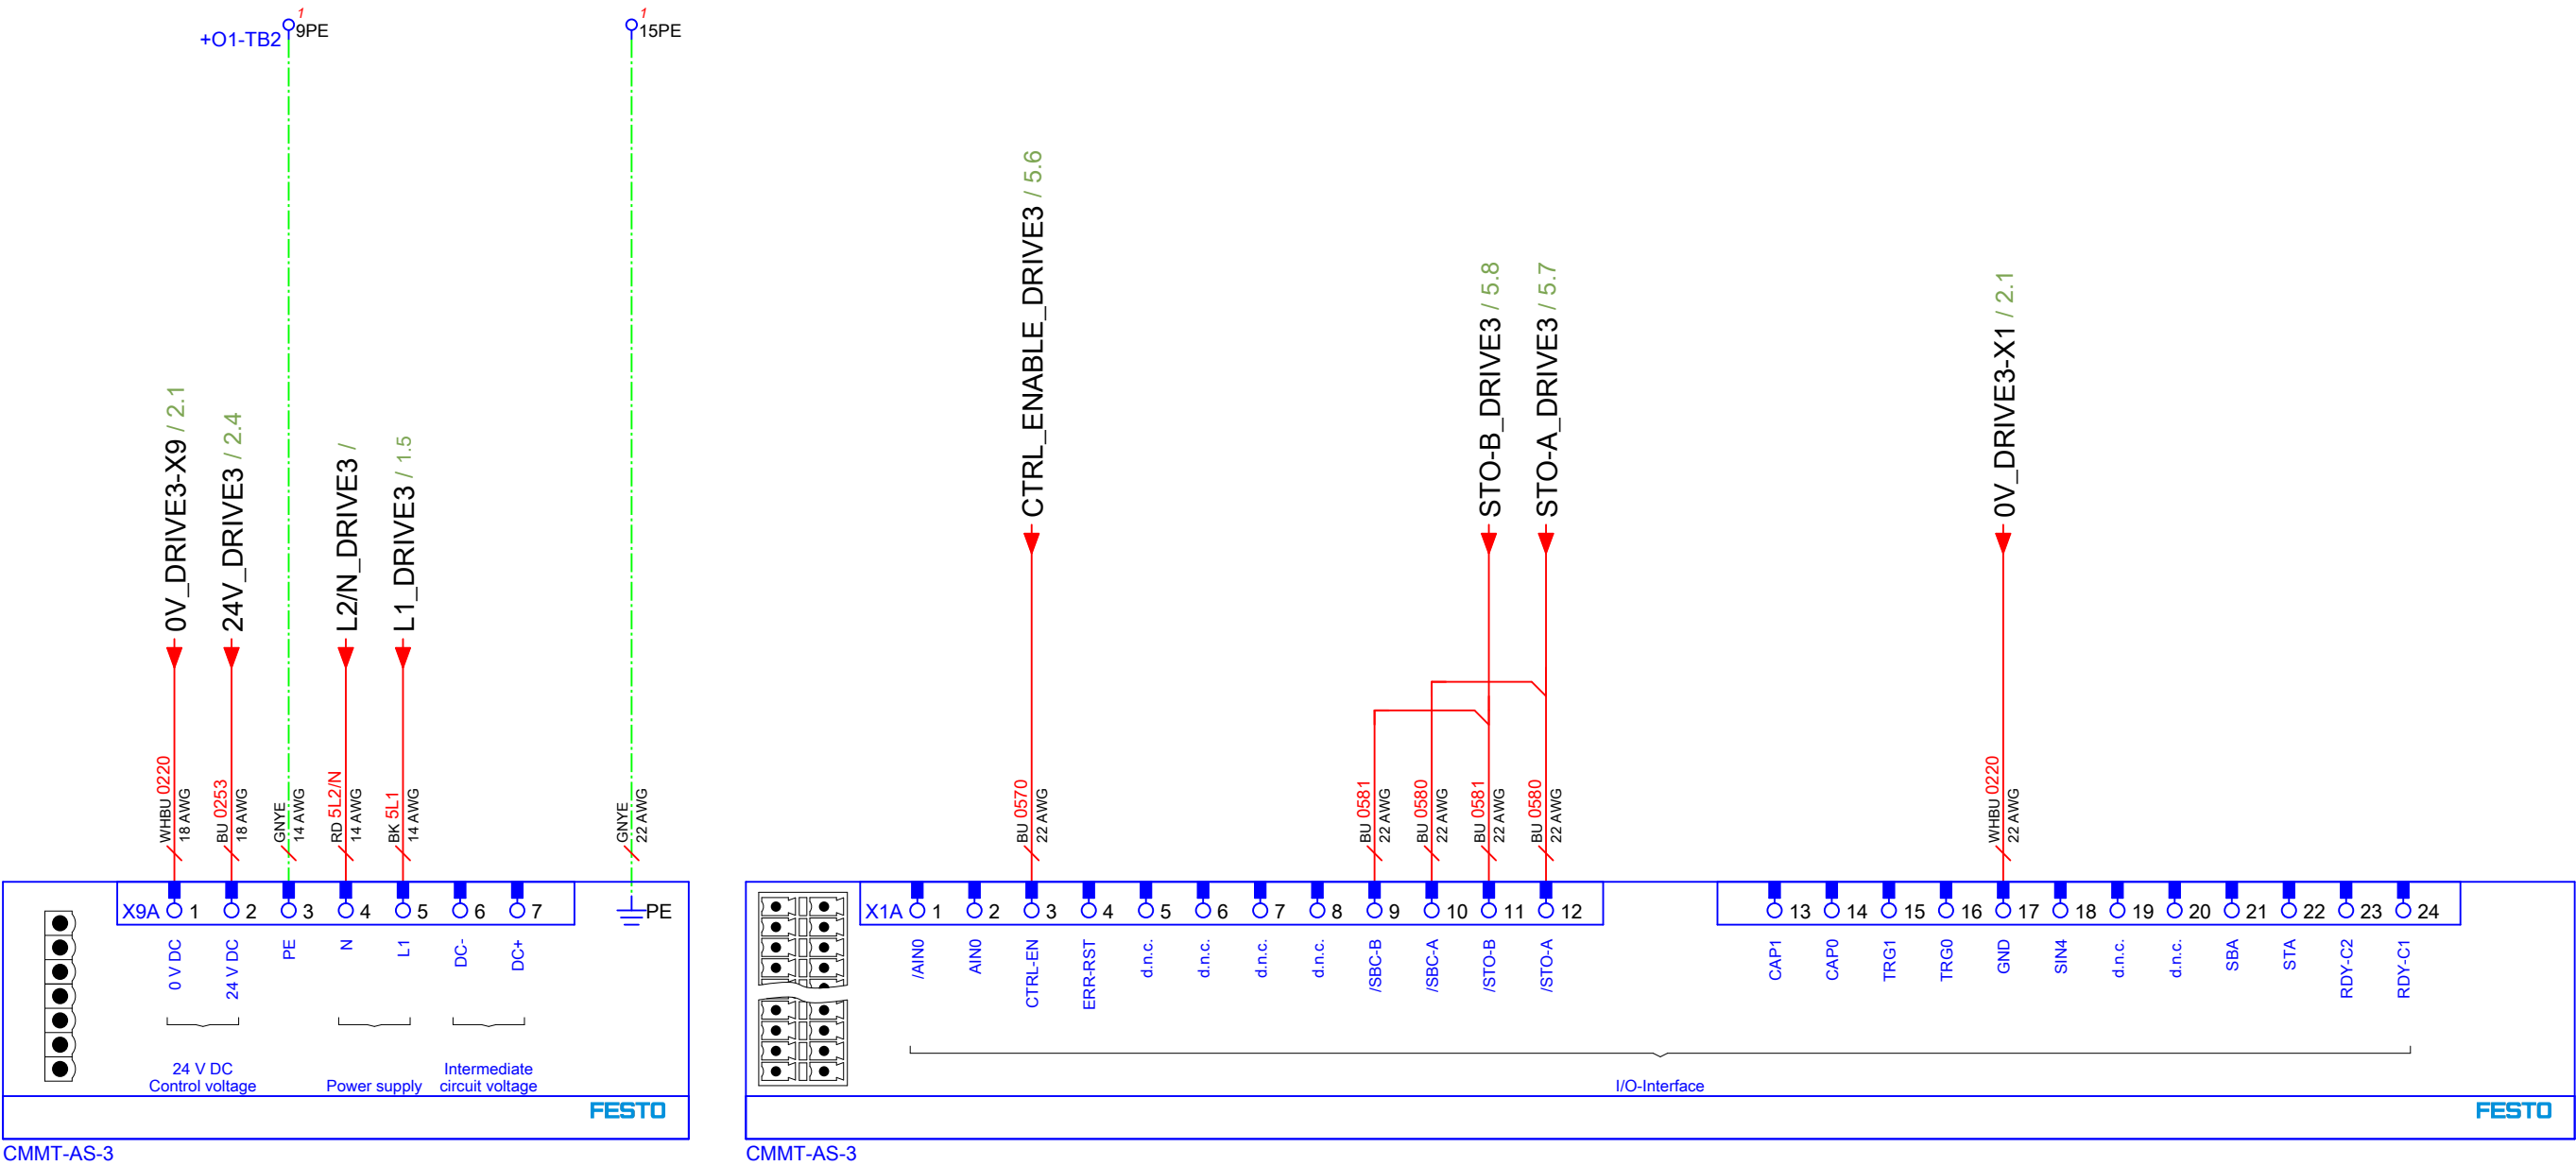 1
9PE
+O1-TB2
1
15PE
0V_DRIVE3-X9 / 2.1
24V_DRIVE3 / 2.4
L2/N_DRIVE3 /
L1_DRIVE3 / 1.5
CTRL_ENABLE_DRIVE3 / 5.6
STO-B_DRIVE3 / 5.8
STO-A_DRIVE3 / 5.7
0V_DRIVE3-X1 / 2.1
WHBU 0220
18 AWG
BU 0253
18 AWG
GNYE
14 AWG
RD 5L2/N
14 AWG
BK 5L1
14 AWG
GNYE
22 AWG
BU 0570
22 AWG
BU 0581
22 AWG
BU 0580
22 AWG
BU 0581
22 AWG
BU 0580
22 AWG
WHBU 0220
22 AWG
X9A 1 2 3 4 5 6 7
PE
0 V DC
24 V DC
PE
N
L1
DC-
DC+
24 V DC
Control voltage
Power supply
Intermediate
circuit voltage
FESTO
CMMT-AS-3
X1A 1 2 3 4 5 6 7 8 9 10 11 12
13 14 15 16 17 18 19 20 21 22 23 24
/AIN0
AIN0
CTRL-EN
ERR-RST
d.n.c.
d.n.c.
d.n.c.
d.n.c.
/SBC-B
/SBC-A
/STO-B
/STO-A
CAP1
CAP0
TRG1
TRG0
GND
SIN4
d.n.c.
d.n.c.
SBA
STA
RDY-C2
RDY-C1
I/O-Interface
FESTO
CMMT-AS-3